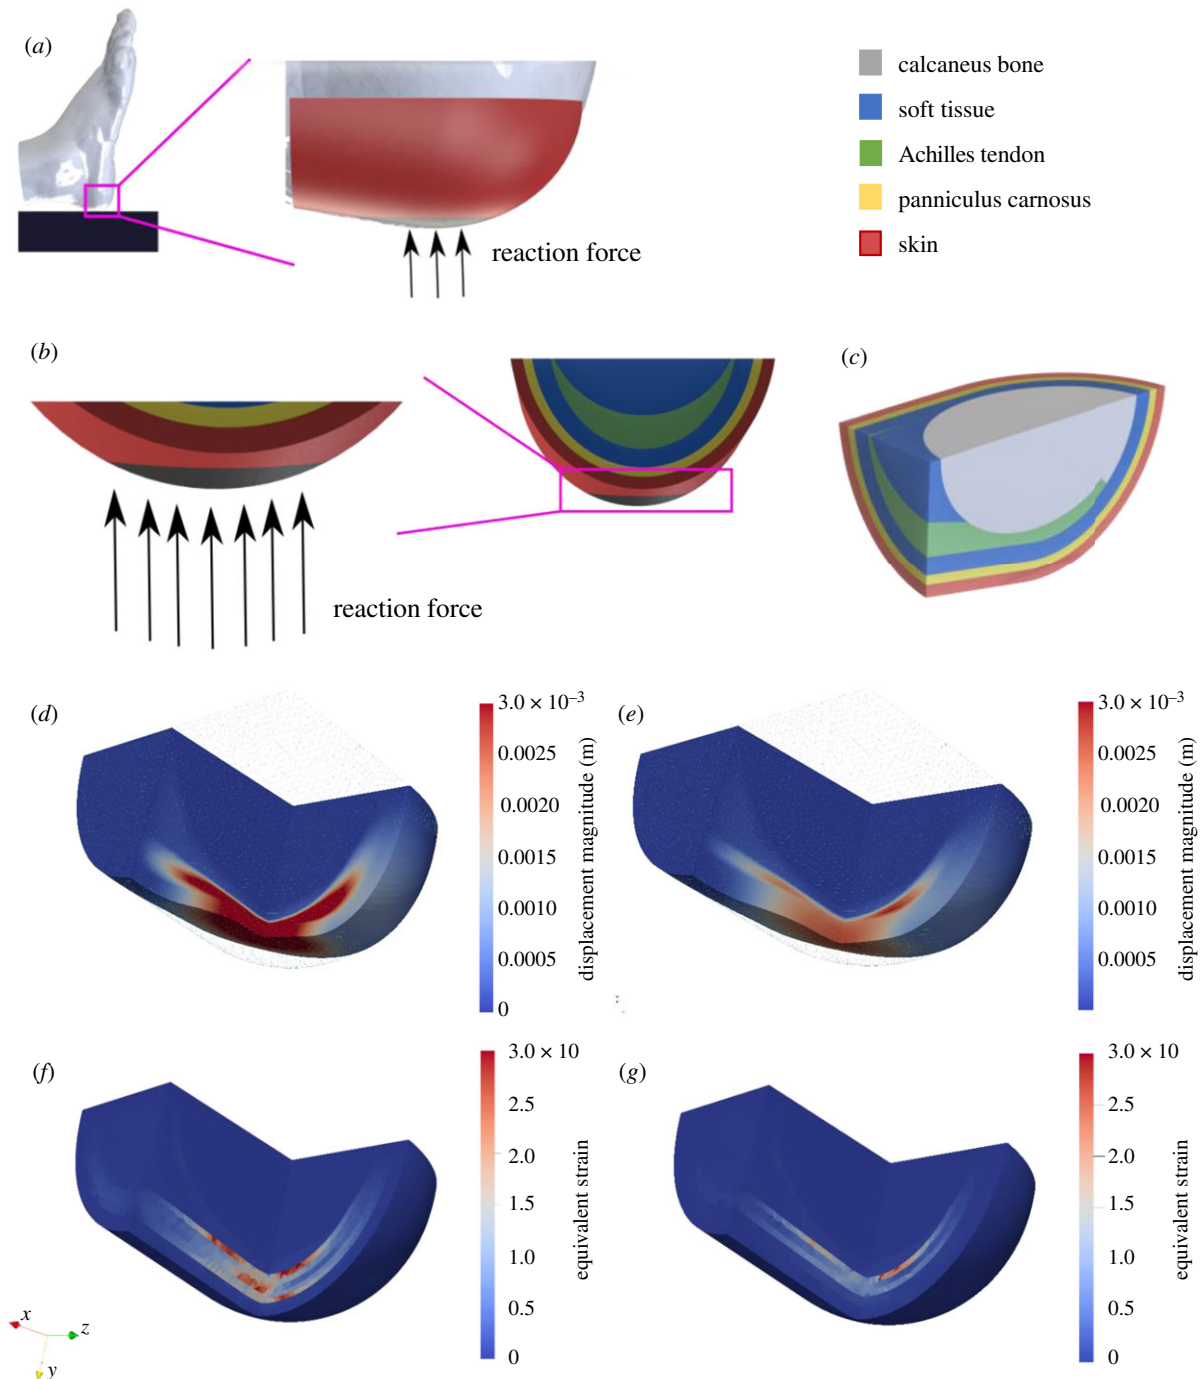 (a)
calcaneus bone
soft tissue
Achilles tendon
panniculus carnosus
skin
reaction force
(b)
(c)
reaction force
(d)
3.0 × 10⁻³
0.0025
0.0020
0.0015
0.0010
0.0005
0
displacement magnitude (m)
(e)
3.0 × 10⁻³
0.0025
0.0020
0.0015
0.0010
0.0005
displacement magnitude (m)
(f)
3.0 × 10
2.5
2.0
1.5
1.0
0.5
0
equivalent strain
(g)
3.0 × 10
2.5
2.0
1.5
1.0
0.5
0
equivalent strain
x
z
y